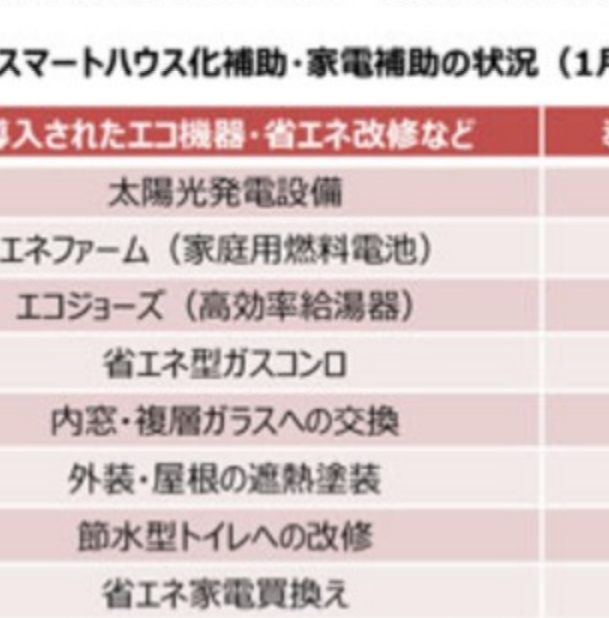 スマートハウス化補助・家電補助の状況（1月
導入されたエコ機器・省エネ改修など
太陽光発電設備
エネファーム（家庭用燃料電池）
エコジョーズ（高効率給湯器）
省エネ型ガスコンロ
内窓・複層ガラスへの交換
外装・屋根の遮熱塗装
節水型トイレへの改修
省エネ家電買換え